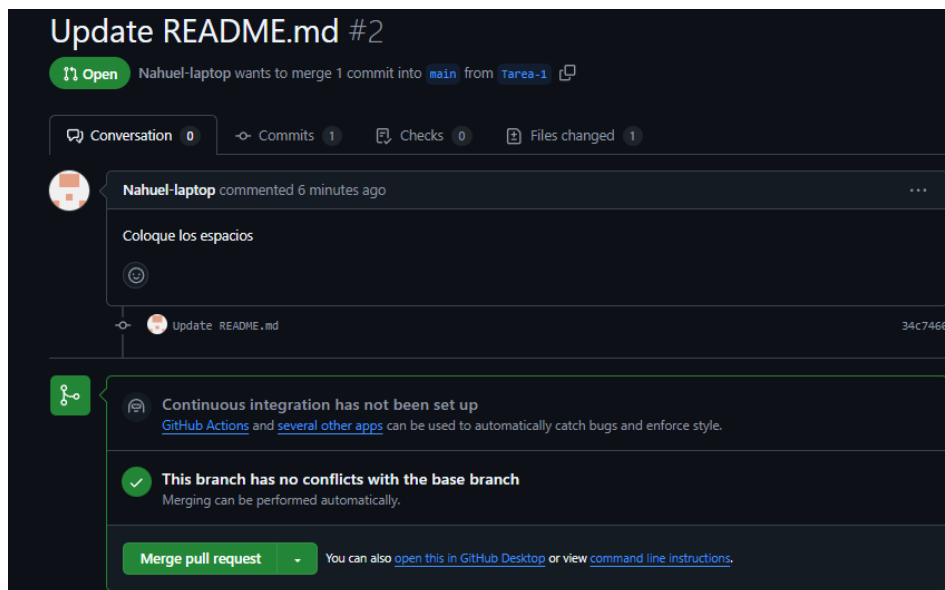 Update README.md #2
Open Nahuel-laptop wants to merge 1 commit into main from Tarea-1
Conversation 0 Commits 1 Checks 0 Files changed 1
Nahuel-laptop commented 6 minutes ago ...
Coloque los espacios
Update README.md 34c7466
Continuous integration has not been set up
GitHub Actions and several other apps can be used to automatically catch bugs and enforce style.
This branch has no conflicts with the base branch
Merging can be performed automatically.
Merge pull request You can also open this in GitHub Desktop or view command line instructions.